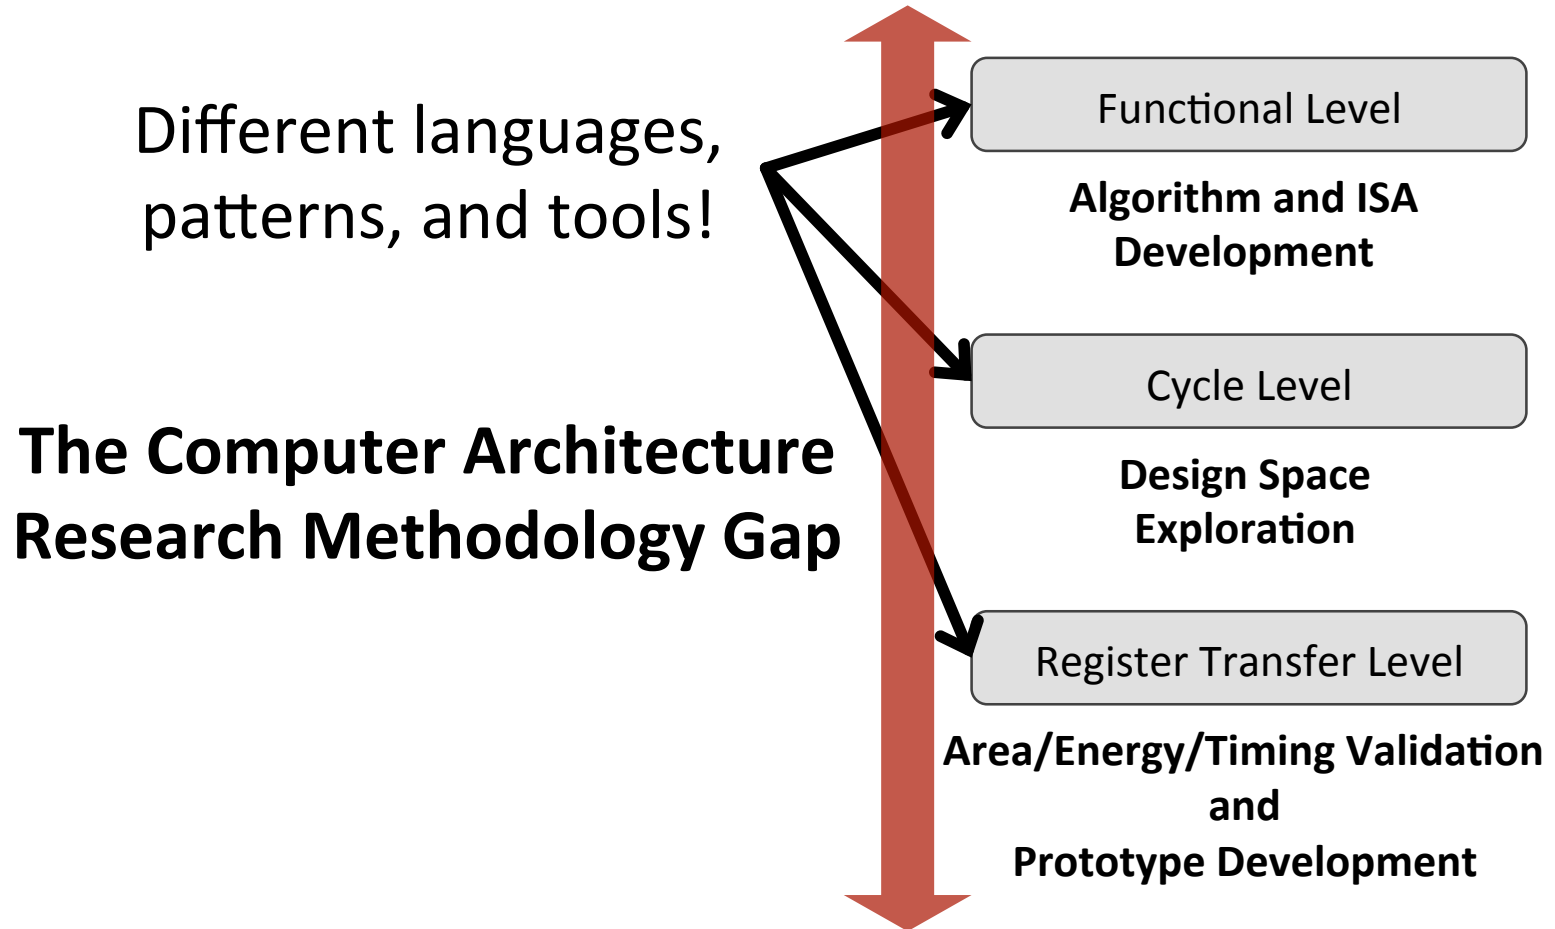 Different languages,
patterns, and tools!
The Computer Architecture
Research Methodology Gap
Functional Level
Algorithm and ISA
Development
Cycle Level
Design Space
Exploration
Register Transfer Level
Area/Energy/Timing Validation
and
Prototype Development